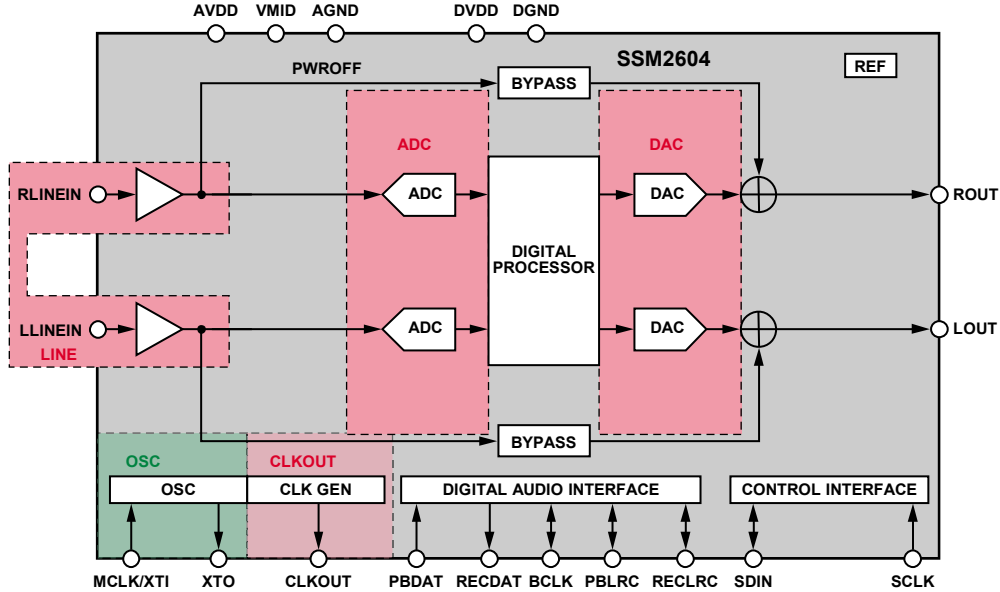 AVDD VMID AGND DVDD DGND
SSM2604
REF
PWROFF
BYPASS
ADC
DAC
RLINEIN
ADC
DAC
ROUT
DIGITAL
PROCESSOR
LLINEIN
ADC
DAC
LOUT
LINE
BYPASS
OSC
CLKOUT
OSC
CLK GEN
DIGITAL AUDIO INTERFACE
CONTROL INTERFACE
MCLK/XTI XTO CLKOUT PBDAT RECDAT BCLK PBLRC RECLRC SDIN SCLK